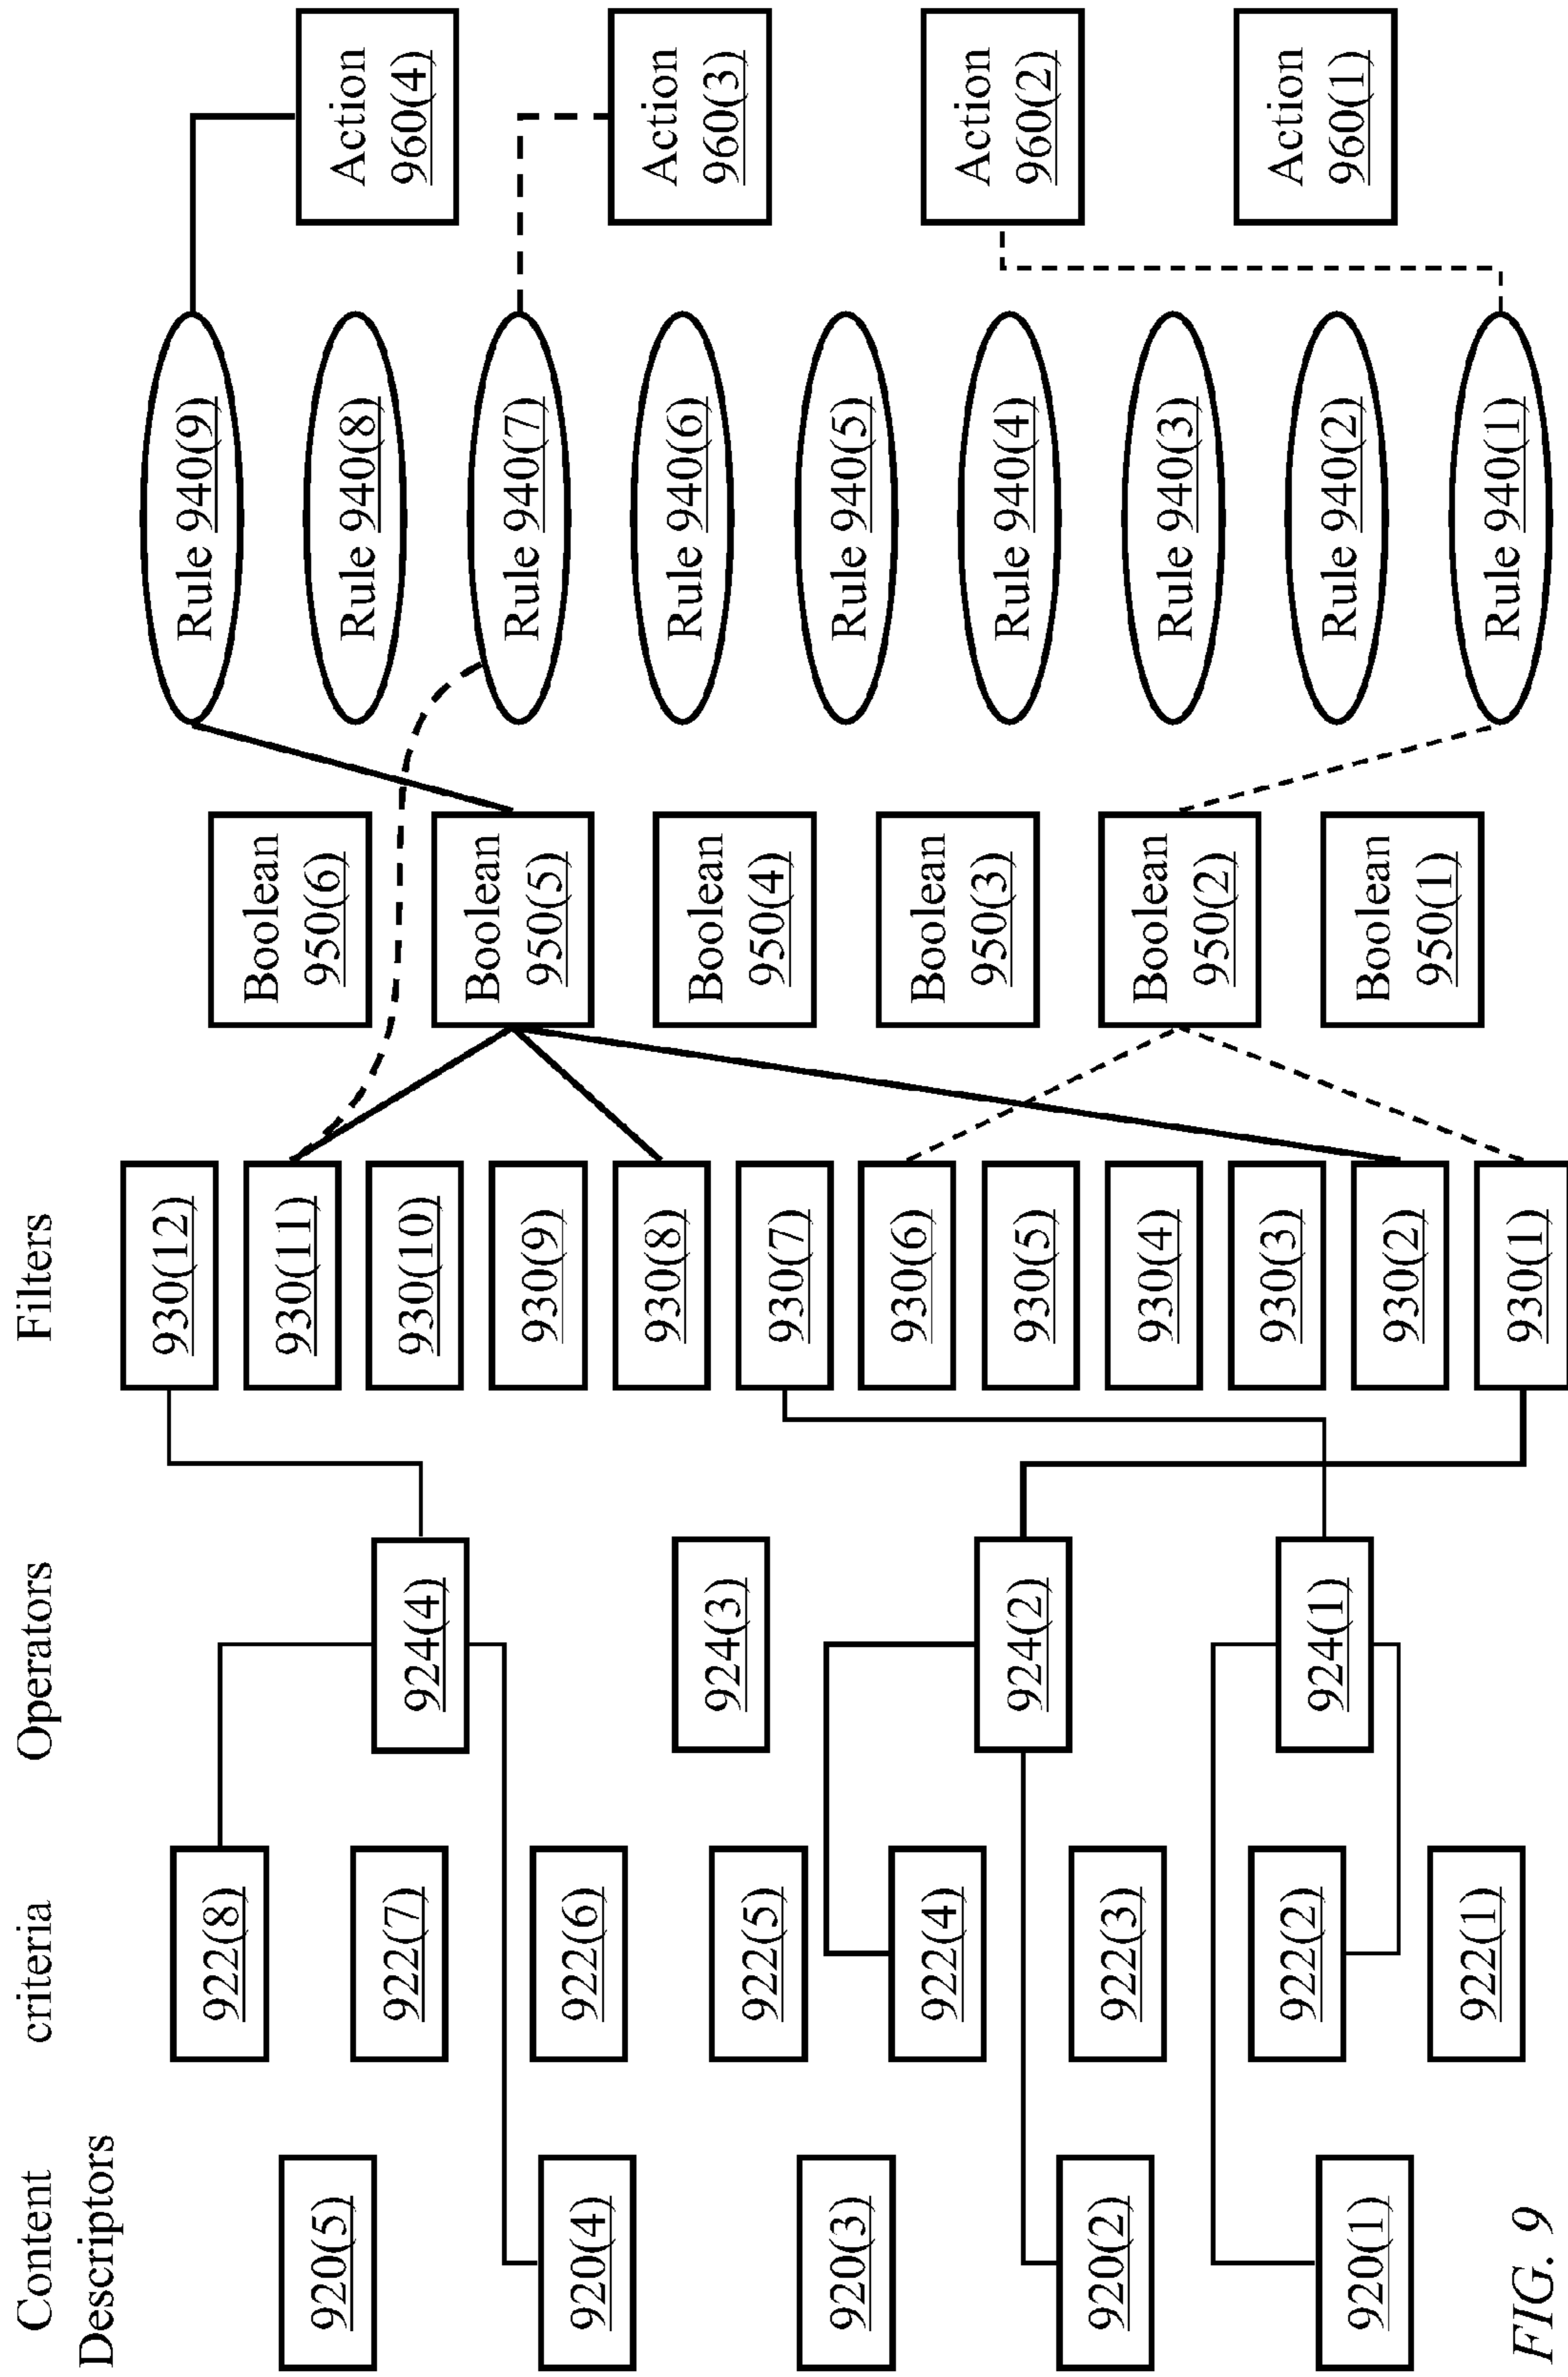 Content
Descriptors
criteria
Operators
Filters
920(5)
920(4)
920(3)
920(2)
920(1)
922(8)
922(7)
922(6)
922(5)
922(4)
922(3)
922(2)
922(1)
924(4)
924(3)
924(2)
924(1)
930(12)
930(11)
930(10)
930(9)
930(8)
930(7)
930(6)
930(5)
930(4)
930(3)
930(2)
930(1)
Boolean
950(6)
Boolean
950(5)
Boolean
950(4)
Boolean
950(3)
Boolean
950(2)
Boolean
950(1)
Rule 940(9)
Rule 940(8)
Rule 940(7)
Rule 940(6)
Rule 940(5)
Rule 940(4)
Rule 940(3)
Rule 940(2)
Rule 940(1)
Action
960(4)
Action
960(3)
Action
960(2)
Action
960(1)
FIG. 9